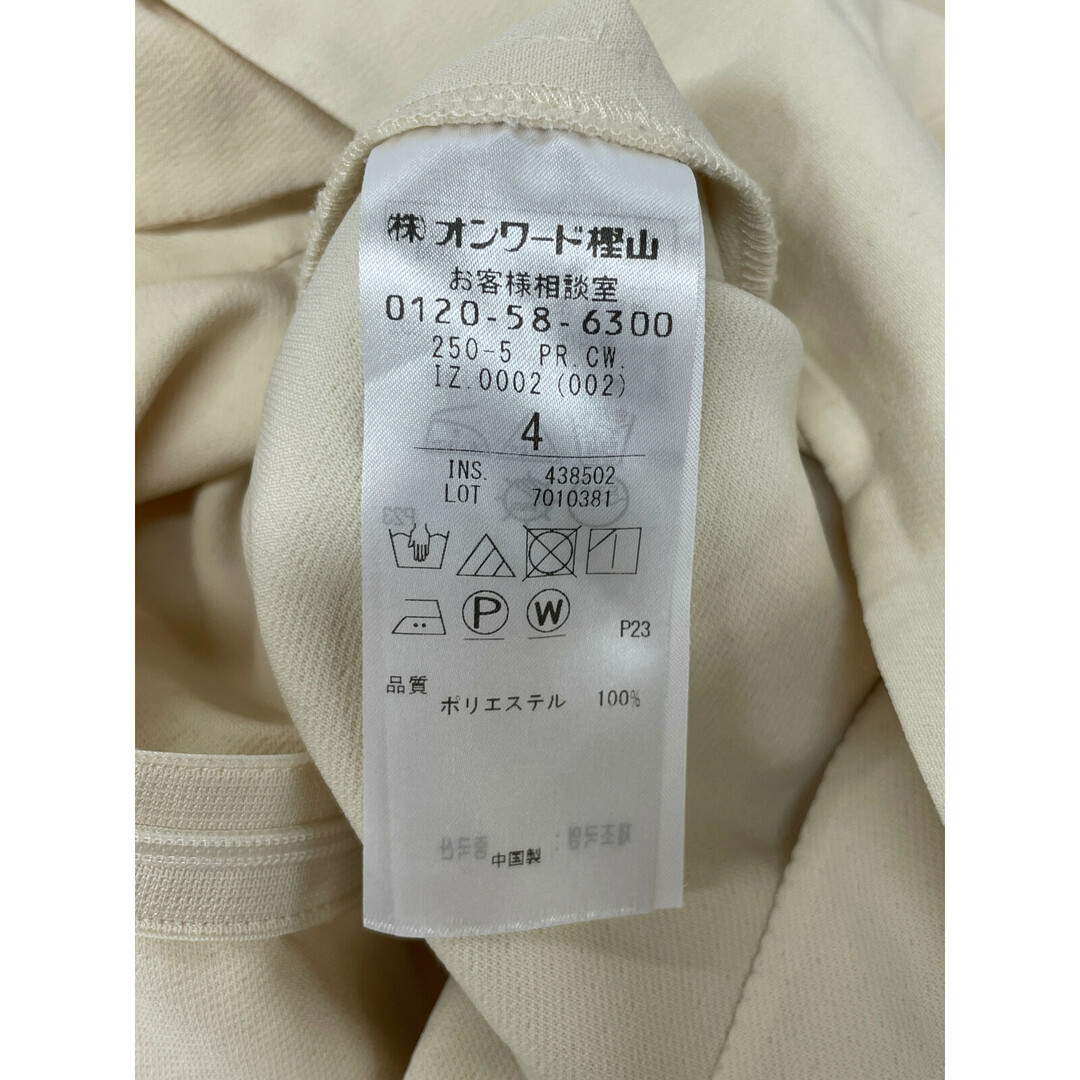 ㈱オンワード樫山
お客様相談室
0120-58-6300
250-5 PR.CW.
IZ.0002(002)
4
INS. 438502
LOT 7010381
P
W
P23
品質
ポリエステル 100%
中国製